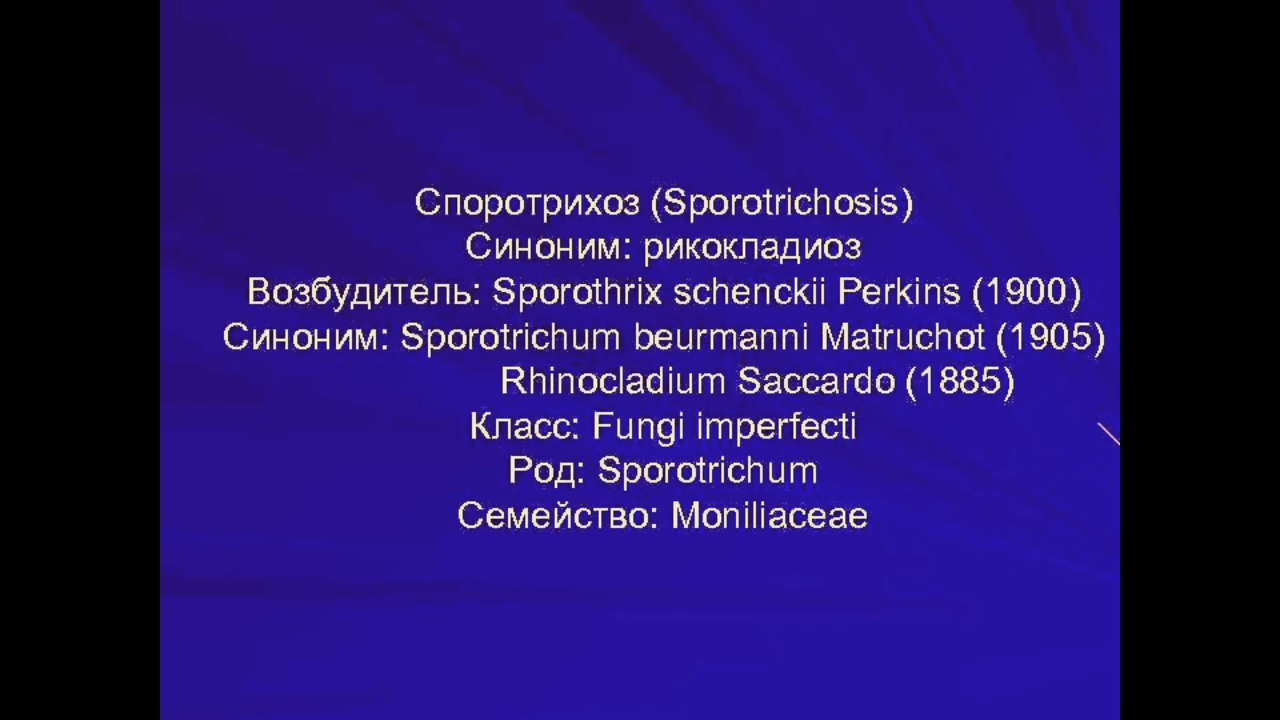 Споротрихоз (Sporotrichosis)
Синоним: рикокладиоз
Возбудитель: Sporothrix schenckii Perkins (1900)
Синоним: Sporotrichum beurmanni Matruchot (1905)
Rhinocladium Saccardo (1885)
Класс: Fungi imperfecti
Род: Sporotrichum
Семейство: Moniliaceae